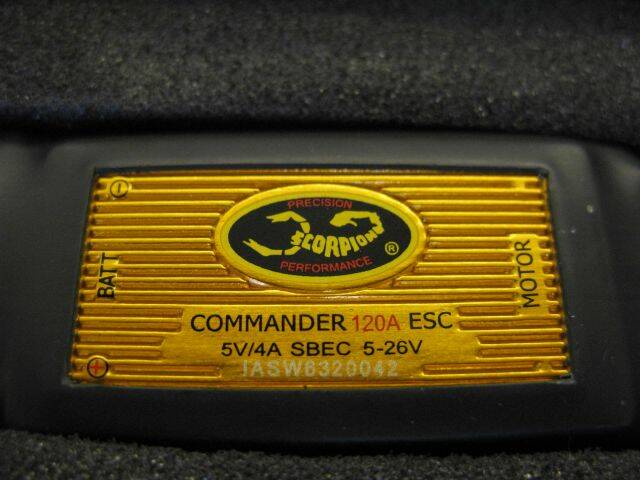 PRECISION
SCORPION ®
PERFORMANCE
BATT
MOTOR
COMMANDER 120A ESC
5V/4A SBEC 5-26V
IASW6320042